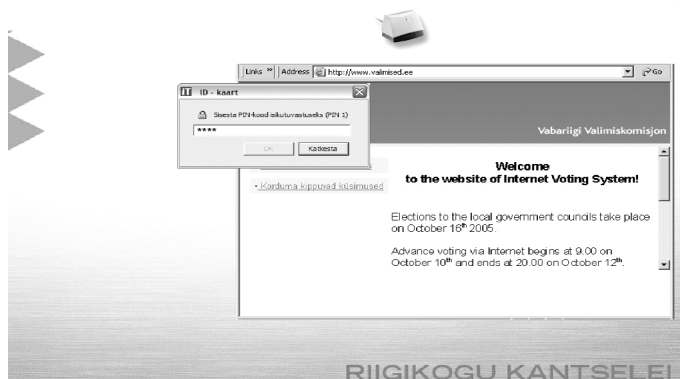 Links » Address http://www.valmised.ee Go
ID - kaart
Sisesta PIN-kood isikutuvastuseks (PIN 1)
****
OK Katkesta
Vabariigi Valimiskomisjon
Welcome
to the website of Internet Voting System!
• Korduma kippuvad küsimused
Elections to the local government councils take place
on October 16th 2005.
Advance voting via Internet begins at 9.00 on
October 10th and ends at 20.00 on October 12th.
RIIGIKOGU KANTSELEI